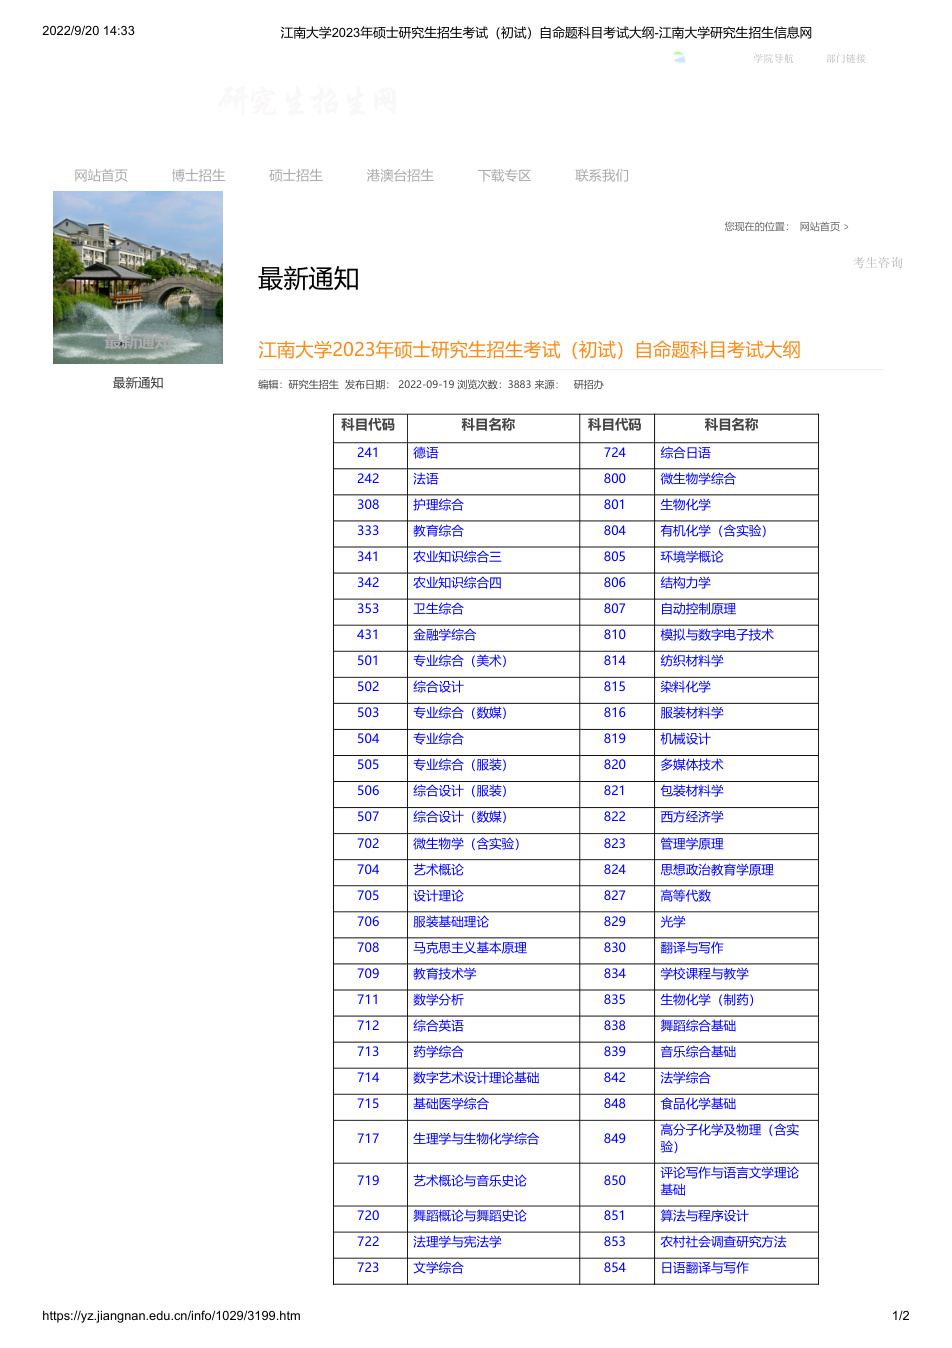 2022/9/20 14:33
江南大学2023年硕士研究生招生考试（初试）自命题科目考试大纲-江南大学研究生招生信息网
学院导航 部门链接
研究生招生网
网站首页 博士招生 硕士招生 港澳台招生 下载专区 联系我们
您现在的位置： 网站首页 >
考生咨询
最新通知
最新通知
江南大学2023年硕士研究生招生考试（初试）自命题科目考试大纲
最新通知
编辑：研究生招生 发布日期： 2022-09-19 浏览次数：3883 来源： 研招办
科目代码 科目名称 科目代码 科目名称
241 德语 724 综合日语
242 法语 800 微生物学综合
308 护理综合 801 生物化学
333 教育综合 804 有机化学（含实验）
341 农业知识综合三 805 环境学概论
342 农业知识综合四 806 结构力学
353 卫生综合 807 自动控制原理
431 金融学综合 810 模拟与数字电子技术
501 专业综合（美术） 814 纺织材料学
502 综合设计 815 染料化学
503 专业综合（数媒） 816 服装材料学
504 专业综合 819 机械设计
505 专业综合（服装） 820 多媒体技术
506 综合设计（服装） 821 包装材料学
507 综合设计（数媒） 822 西方经济学
702 微生物学（含实验） 823 管理学原理
704 艺术概论 824 思想政治教育学原理
705 设计理论 827 高等代数
706 服装基础理论 829 光学
708 马克思主义基本原理 830 翻译与写作
709 教育技术学 834 学校课程与教学
711 数学分析 835 生物化学（制药）
712 综合英语 838 舞蹈综合基础
713 药学综合 839 音乐综合基础
714 数字艺术设计理论基础 842 法学综合
715 基础医学综合 848 食品化学基础
717 生理学与生物化学综合 849 高分子化学及物理（含实
验）
719 艺术概论与音乐史论 850 评论写作与语言文学理论
基础
720 舞蹈概论与舞蹈史论 851 算法与程序设计
722 法理学与宪法学 853 农村社会调查研究方法
723 文学综合 854 日语翻译与写作
https://yz.jiangnan.edu.cn/info/1029/3199.htm
1/2